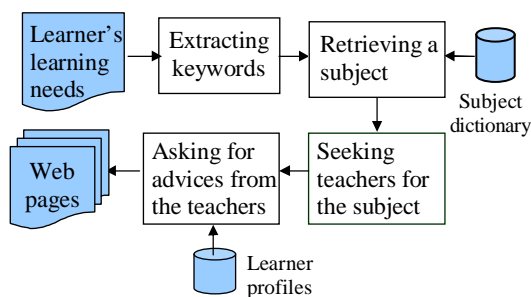 Learner's
learning
needs
Extracting
keywords
Retrieving a
subject
Subject
dictionary
Web
pages
Asking for
advices from
the teachers
Seeking
teachers for
the subject
Learner
profiles